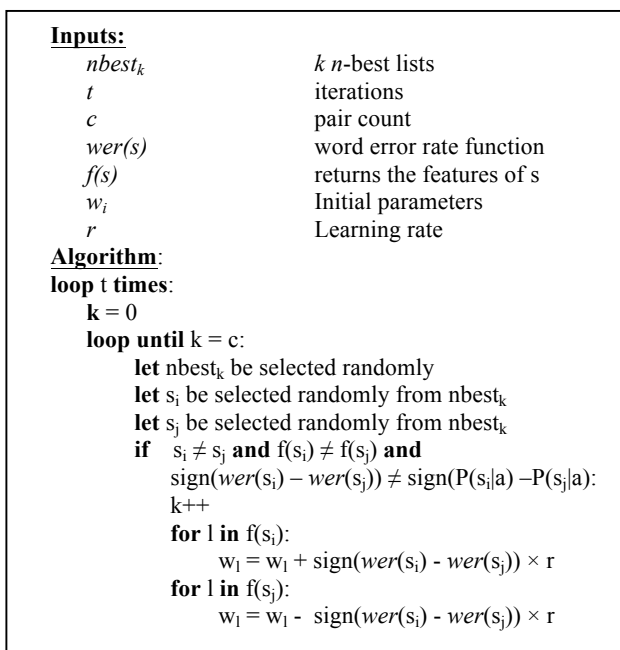 Inputs:
nbestₖ k n-best lists
t iterations
c pair count
wer(s) word error rate function
f(s) returns the features of s
wᵢ Initial parameters
r Learning rate
Algorithm:
loop t times:
k = 0
loop until k = c:
let nbestₖ be selected randomly
let sᵢ be selected randomly from nbestₖ
let sⱼ be selected randomly from nbestₖ
if sᵢ ≠ sⱼ and f(sᵢ) ≠ f(sⱼ) and
sign(wer(sᵢ) – wer(sⱼ)) ≠ sign(P(sᵢ|a) –P(sⱼ|a):
k++
for l in f(sᵢ):
wₗ = wₗ + sign(wer(sᵢ) - wer(sⱼ)) × r
for l in f(sⱼ):
wₗ = wₗ - sign(wer(sᵢ) - wer(sⱼ)) × r